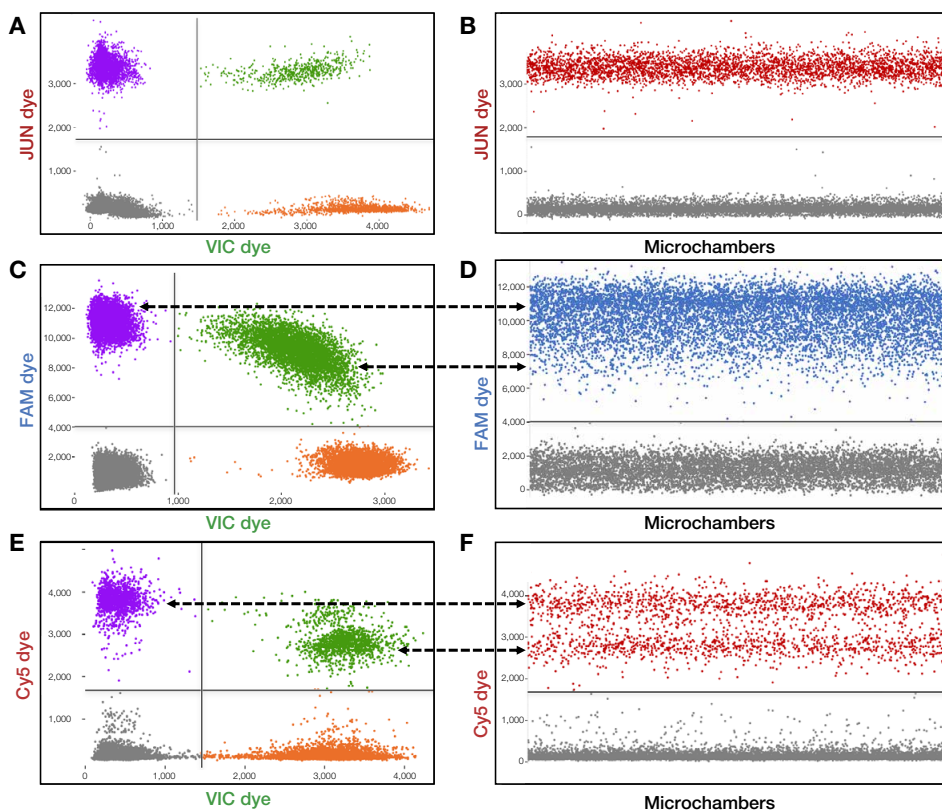 A
JUN dye
3,000
2,000
1,000
0
1,000
2,000
3,000
4,000
VIC dye
B
JUN dye
3,000
2,000
1,000
0
Microchambers
C
FAM dye
12,000
10,000
8,000
6,000
4,000
2,000
0
0
1,000
2,000
3,000
VIC dye
D
FAM dye
12,000
10,000
8,000
6,000
4,000
2,000
0
Microchambers
E
Cy5 dye
4,000
3,000
2,000
1,000
0
1,000
2,000
3,000
4,000
VIC dye
F
Cy5 dye
4,000
3,000
2,000
1,000
0
Microchambers